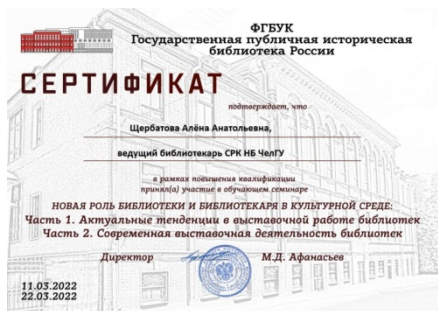 ФГБУК
Государственная публичная историческая
библиотека России
СЕРТИФИКАТ
подтверждает, что
Щербатова Алёна Анатольевна,
ведущий библиотекарь СРК НБ ЧелГУ
в рамках повышения квалификации
принял(а) участие в обучающем семинаре
НОВАЯ РОЛЬ БИБЛИОТЕКИ И БИБЛИОТЕКАРЯ В КУЛЬТУРНОЙ СРЕДЕ:
Часть 1. Актуальные тенденции в выставочной работе библиотек
Часть 2. Современная выставочная деятельность библиотек
Директор М.Д. Афанасьев
11.03.2022
22.03.2022